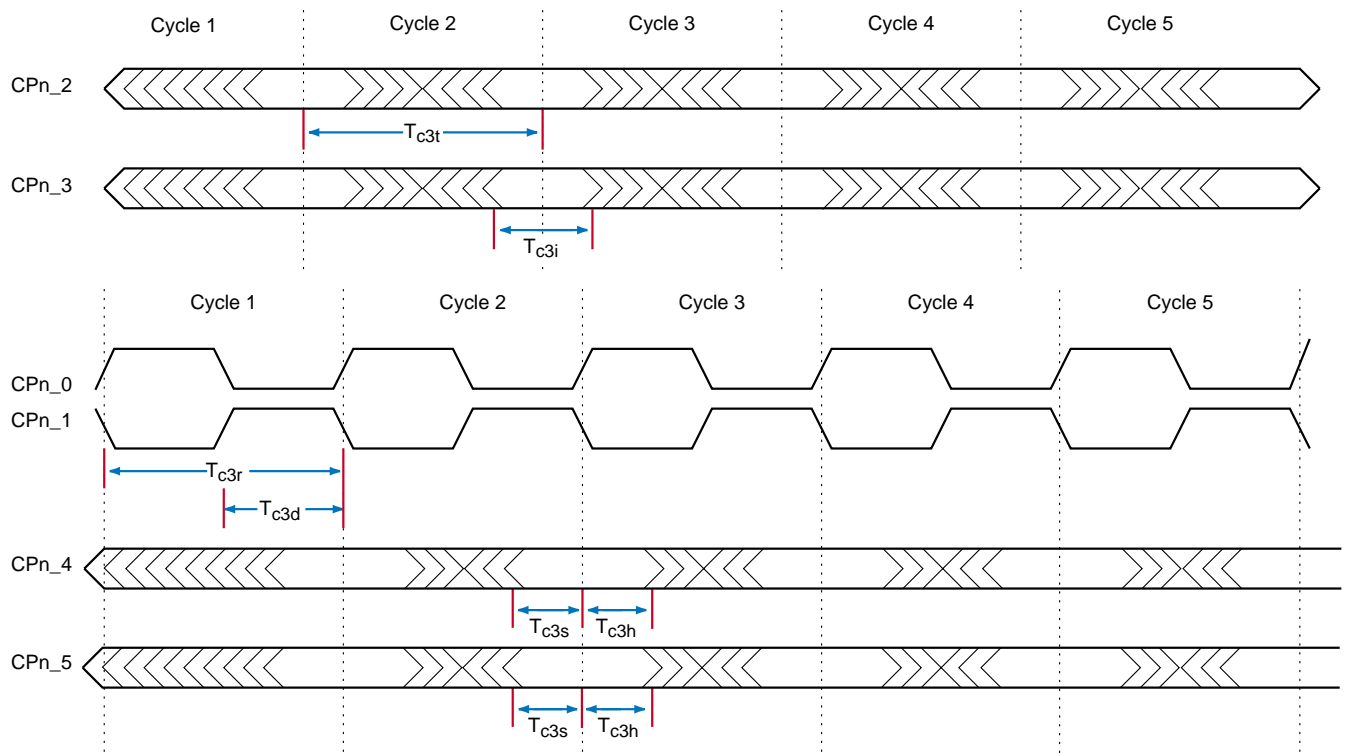 Cycle 1 Cycle 2 Cycle 3 Cycle 4 Cycle 5
CPn_2
Tc3t
CPn_3
Tc3i
Cycle 1 Cycle 2 Cycle 3 Cycle 4 Cycle 5
CPn_0
CPn_1
Tc3r
Tc3d
CPn_4
Tc3s Tc3h
CPn_5
Tc3s Tc3h